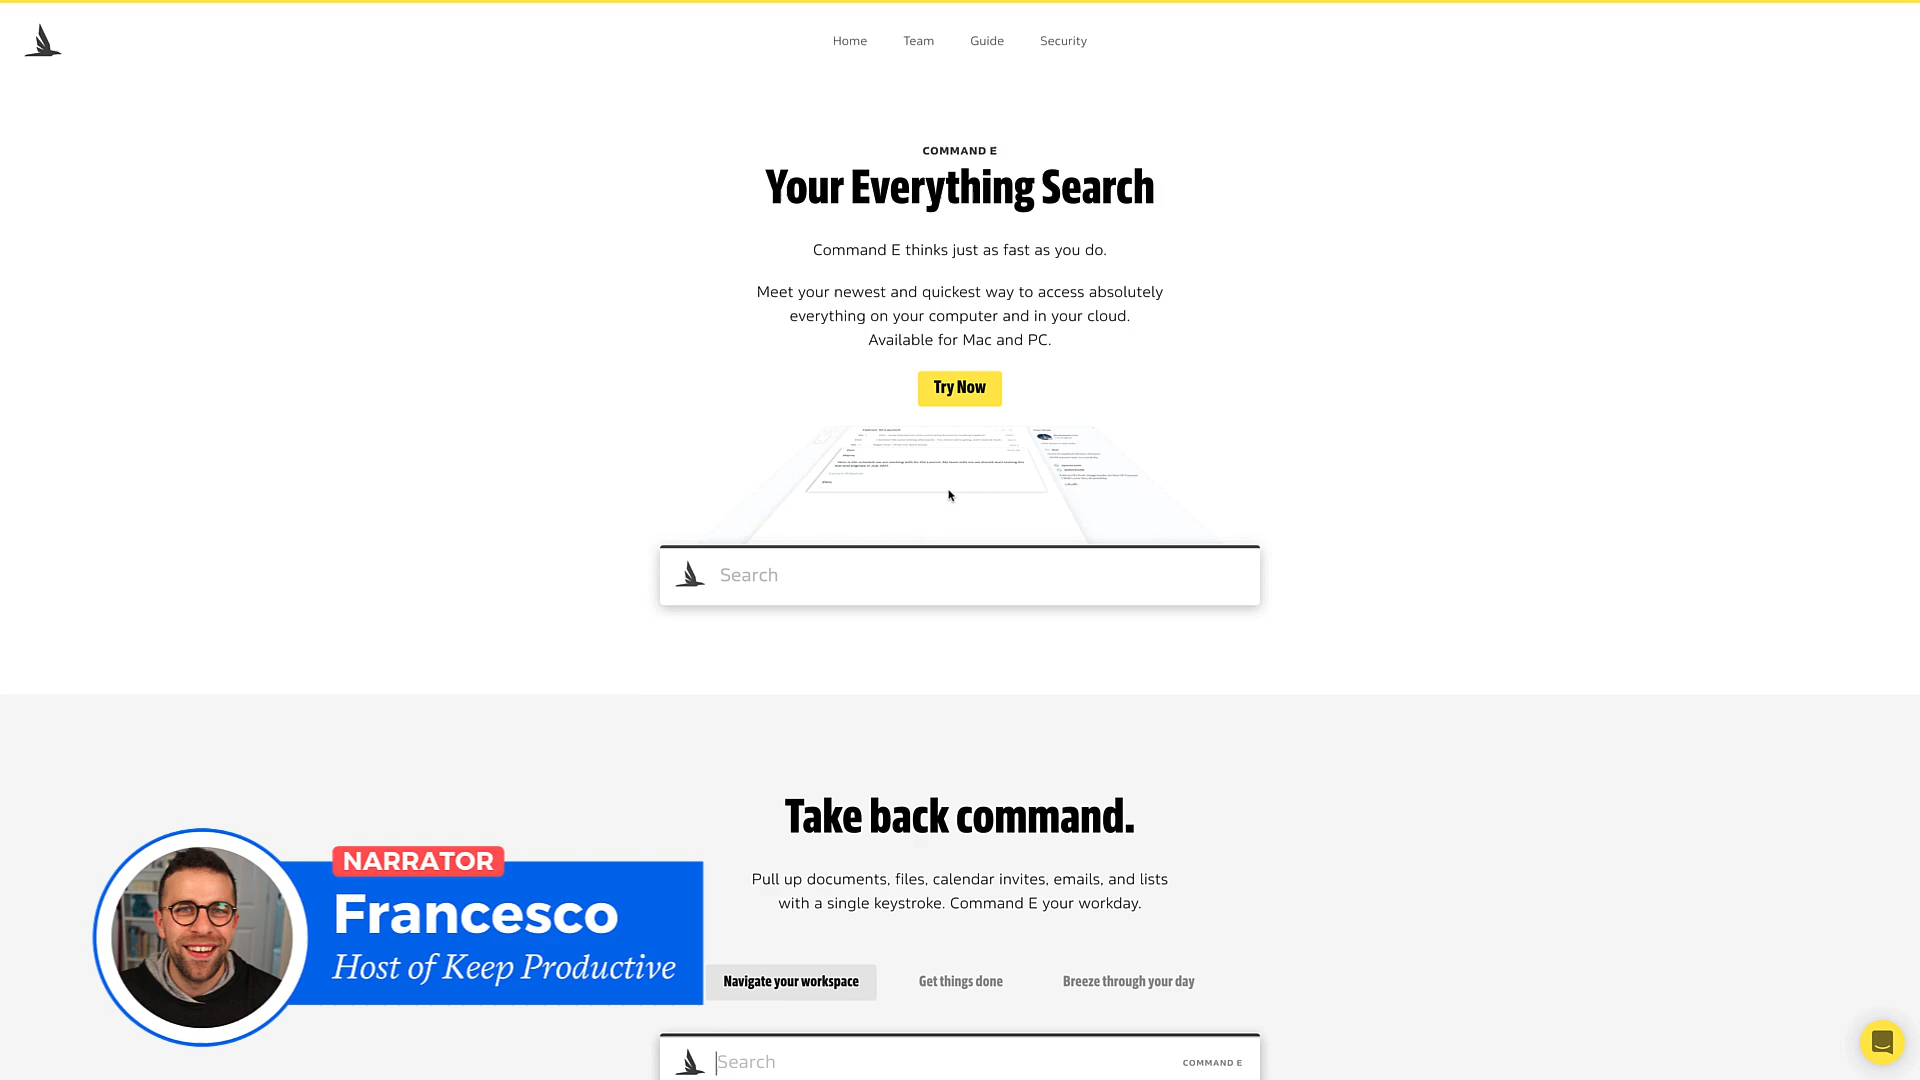 Home
Team
Guide
Security
COMMAND E
Your Everything Search
Command E thinks just as fast as you do.
Meet your newest and quickest way to access absolutely
everything on your computer and in your cloud.
Available for Mac and PC.
Try Now
Search
Take back command.
Pull up documents, files, calendar invites, emails, and lists
with a single keystroke. Command E your workday.
NARRATOR
Francesco
Host of Keep Productive
Navigate your workspace
Get things done
Breeze through your day
Search
COMMAND E